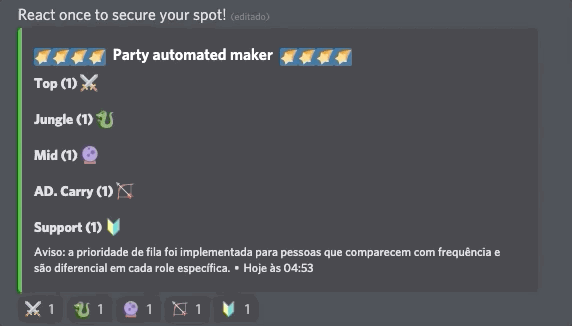 React once to secure your spot! (editado)
Party automated maker
Top (1)
Jungle (1)
Mid (1)
AD. Carry (1)
Support (1)
Aviso: a prioridade de fila foi implementada para pessoas que comparecem com frequência e
são diferencial em cada role específica. • Hoje às 04:53
1 1 1 1 1